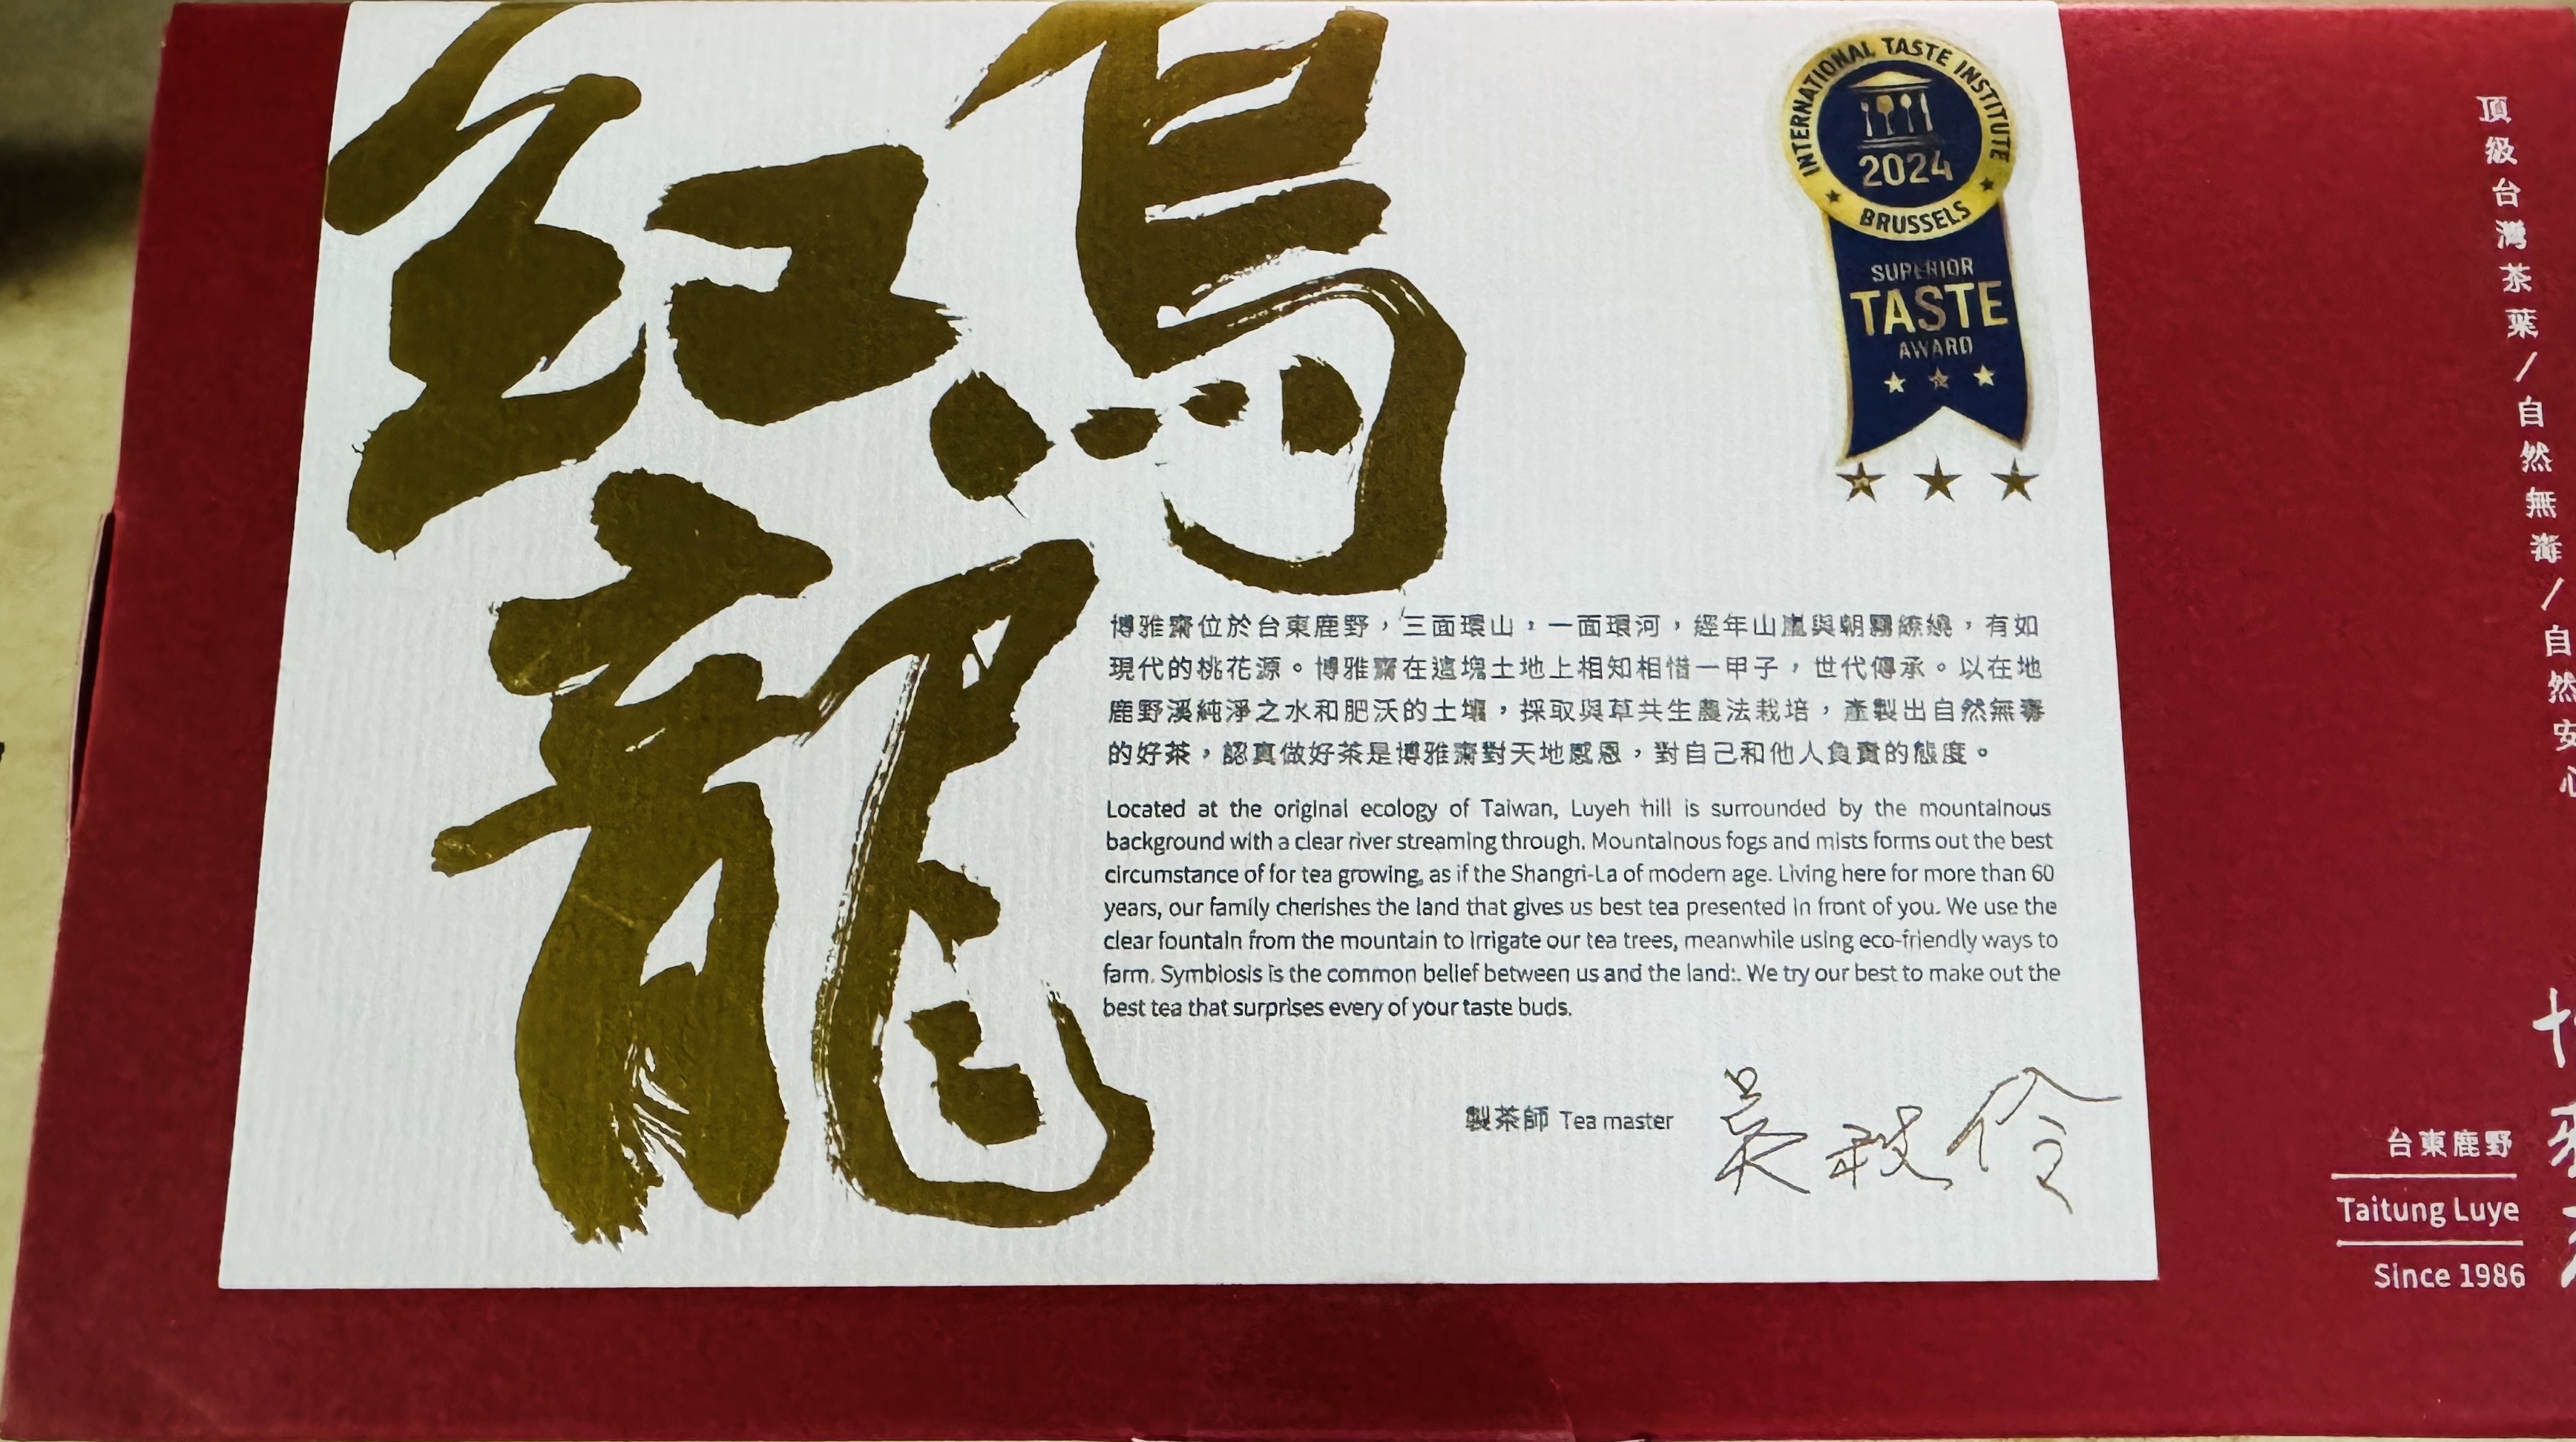 紅烏龍
INTERNATIONAL TASTE INSTITUTE
2024
BRUSSELS
SUPERIOR
TASTE
AWARD
博雅齋位於台東鹿野，三面環山，一面環河，經年山嵐與朝霧繚繞，有如
現代的桃花源。博雅齋在這塊土地上相知相惜一甲子，世代傳承。以在地
鹿野溪純淨之水和肥沃的土壤，採取與草共生農法栽培，產製出自然無毒
的好茶，認真做好茶是博雅齋對天地感恩，對自己和他人負責的態度。
Located at the original ecology of Taiwan, Luyeh hill is surrounded by the mountainous
background with a clear river streaming through. Mountainous fogs and mists forms out the best
circumstance of for tea growing, as if the Shangri-La of modern age. Living here for more than 60
years, our family cherishes the land that gives us best tea presented in front of you. We use the
clear fountain from the mountain to irrigate our tea trees, meanwhile using eco-friendly ways to
farm. Symbiosis is the common belief between us and the land:. We try our best to make out the
best tea that surprises every of your taste buds.
製茶師 Tea master
頂級台灣茶葉/自然無毒/自然安心
台東鹿野
Taitung Luye
Since 1986